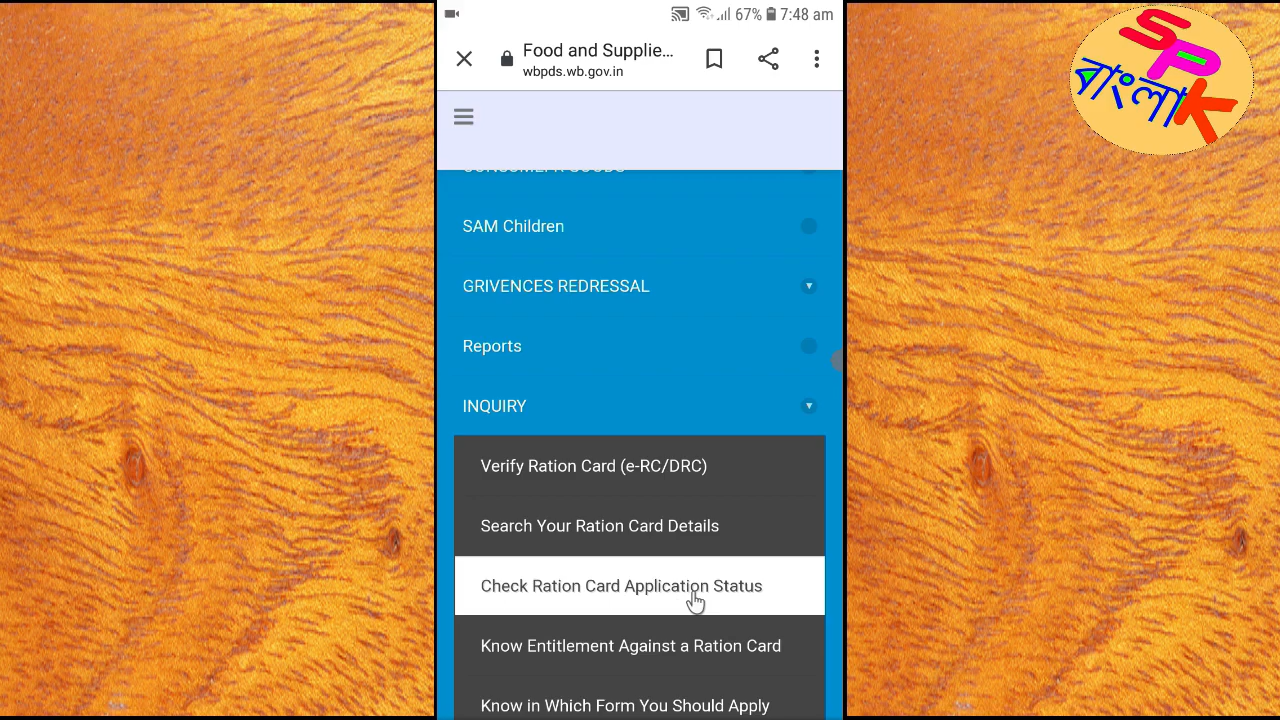 67% 7:48 am
Food and Supplie...
wbpds.wb.gov.in
SPK
বাংলা
SAM Children
GRIVENCES REDRESSAL
Reports
INQUIRY
Verify Ration Card (e-RC/DRC)
Search Your Ration Card Details
Check Ration Card Application Status
Know Entitlement Against a Ration Card
Know in Which Form You Should Apply